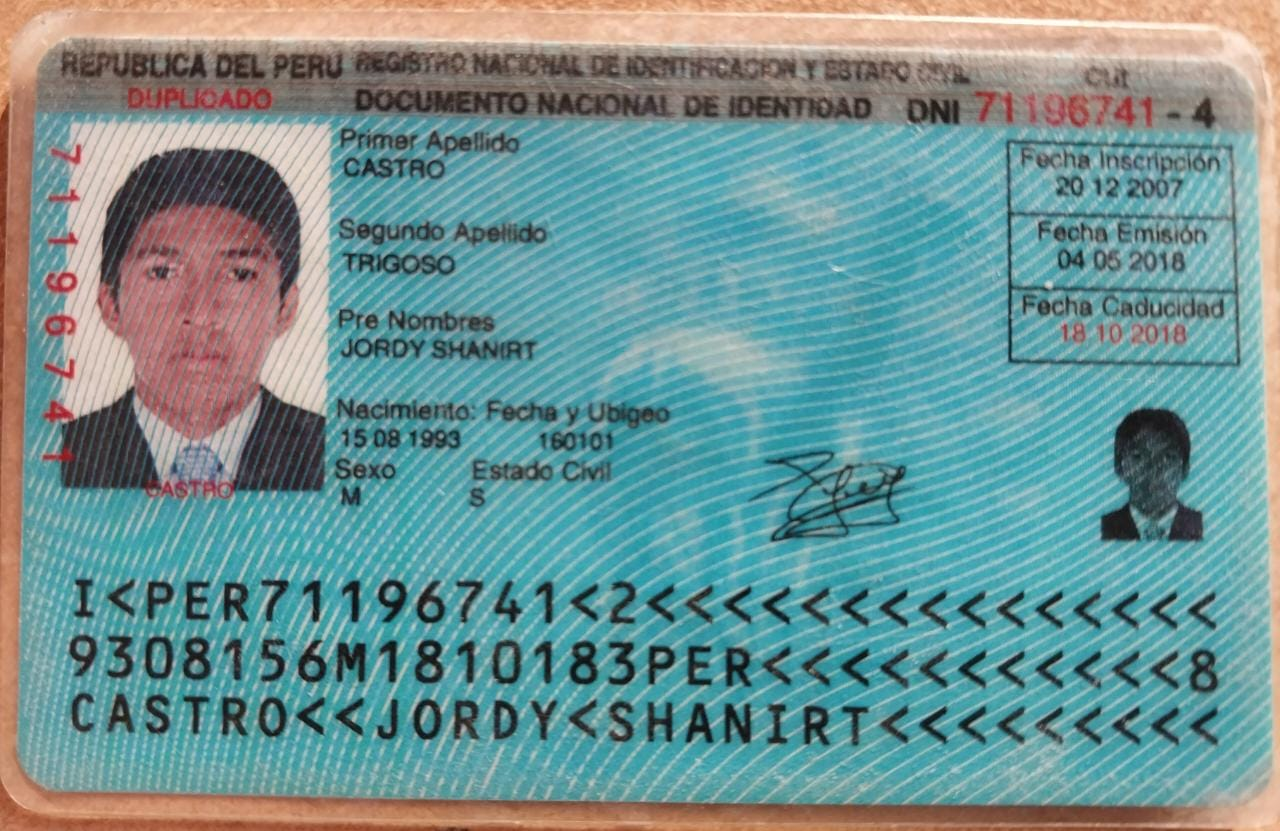 REPUBLICA DEL PERU REGISTRO NACIONAL DE IDENTIFICACION Y ESTADO CIVIL CUI
DUPLICADO DOCUMENTO NACIONAL DE IDENTIDAD DNI 71196741 - 4
71196741
Primer Apellido
CASTRO
Segundo Apellido
TRIGOSO
Pre Nombres
JORDY SHANIRT
Nacimiento: Fecha y Ubigeo
15 08 1993 160101
Sexo Estado Civil
M S
CASTRO
Fecha Inscripción
20 12 2007
Fecha Emisión
04 05 2018
Fecha Caducidad
18 10 2018
I<PER71196741<2<<<<<<<<<<<<<<<
9308156M1810183PER<<<<<<<<<<<8
CASTRO<<JORDY<SHANIRT<<<<<<<<<